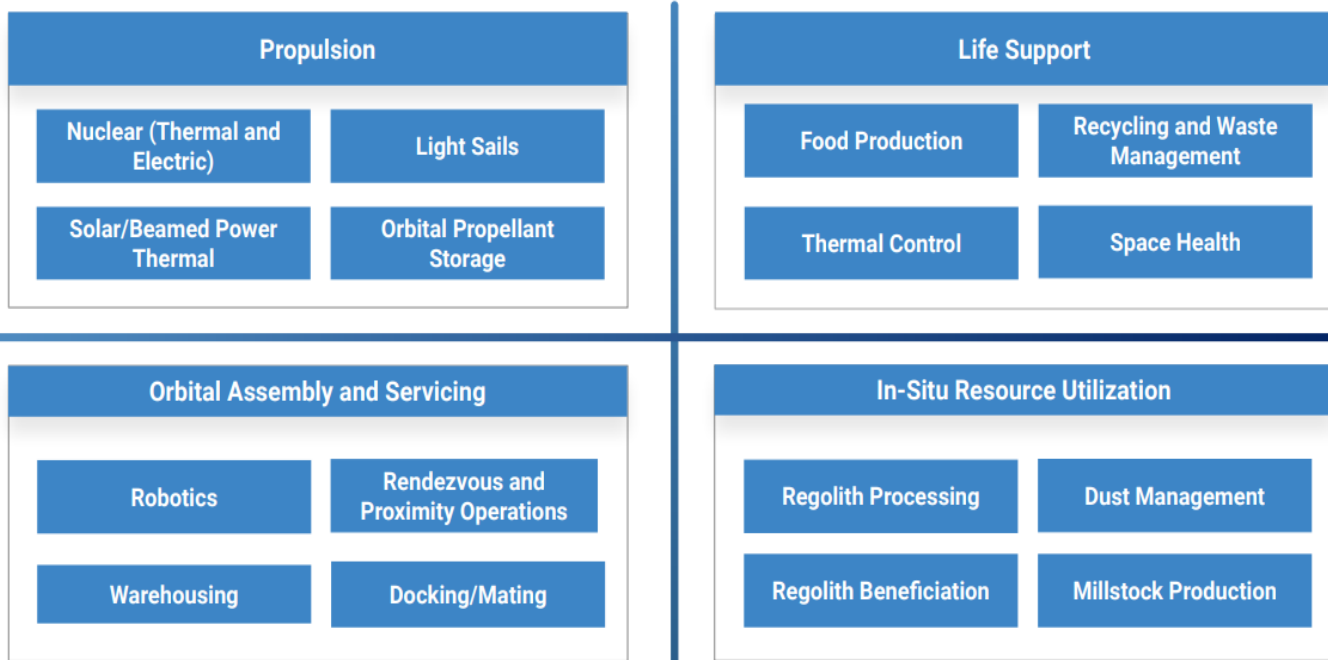 Propulsion
Nuclear (Thermal and
Electric)
Light Sails
Solar/Beamed Power
Thermal
Orbital Propellant
Storage
Life Support
Food Production
Recycling and Waste
Management
Thermal Control
Space Health
Orbital Assembly and Servicing
Robotics
Rendezvous and
Proximity Operations
Warehousing
Docking/Mating
In-Situ Resource Utilization
Regolith Processing
Dust Management
Regolith Beneficiation
Millstock Production